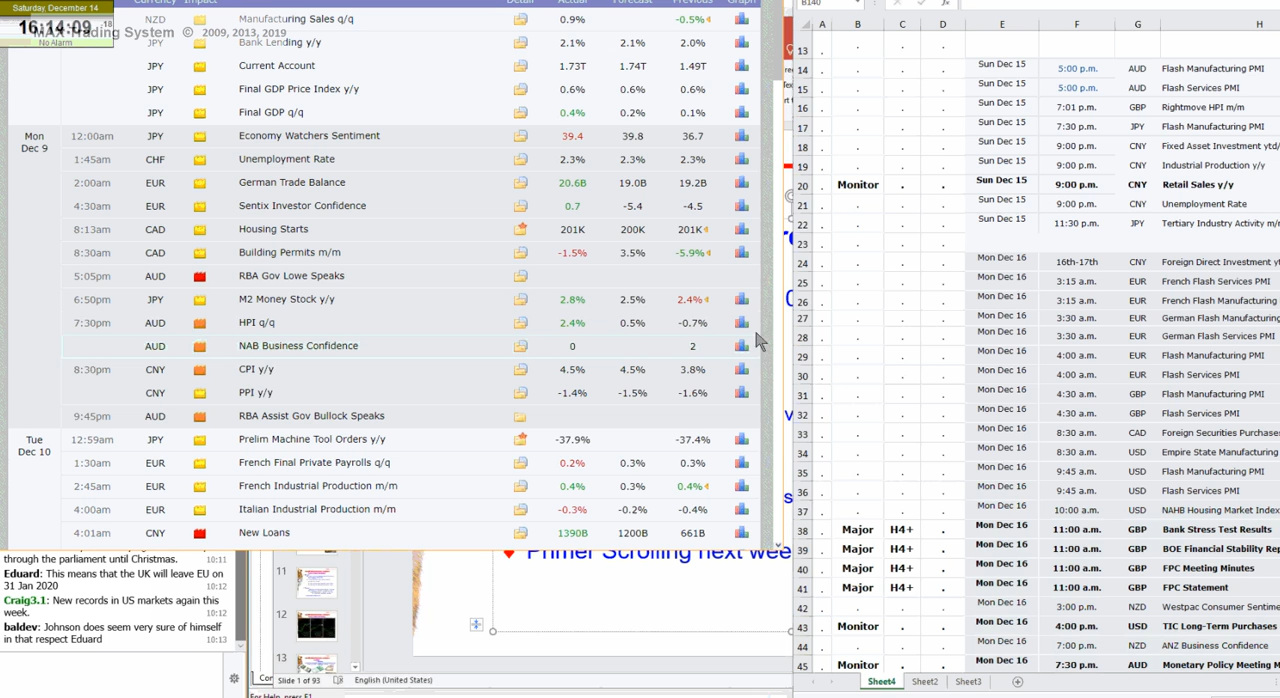 Saturday, December 14
Currency Impact Detail Actual Forecast Previous Graph
16:14:09 18
No Alarm
MAX Trading System © 2009, 2013, 2019
NZD Manufacturing Sales q/q 0.9% -0.5%
JPY Bank Lending y/y 2.1% 2.1% 2.0%
JPY Current Account 1.73T 1.74T 1.49T
JPY Final GDP Price Index y/y 0.6% 0.6% 0.6%
JPY Final GDP q/q 0.4% 0.2% 0.1%
Mon Dec 9 12:00am JPY Economy Watchers Sentiment 39.4 39.8 36.7
1:45am CHF Unemployment Rate 2.3% 2.3% 2.3%
2:00am EUR German Trade Balance 20.6B 19.0B 19.2B
4:30am EUR Sentix Investor Confidence 0.7 -5.4 -4.5
8:13am CAD Housing Starts 201K 200K 201K
8:30am CAD Building Permits m/m -1.5% 3.5% -5.9%
5:05pm AUD RBA Gov Lowe Speaks
6:50pm JPY M2 Money Stock y/y 2.8% 2.5% 2.4%
7:30pm AUD HPI q/q 2.4% 0.5% -0.7%
AUD NAB Business Confidence 0 2
8:30pm CNY CPI y/y 4.5% 4.5% 3.8%
CNY PPI y/y -1.4% -1.5% -1.6%
9:45pm AUD RBA Assist Gov Bullock Speaks
Tue Dec 10 12:59am JPY Prelim Machine Tool Orders y/y -37.9% -37.4%
1:30am EUR French Final Private Payrolls q/q 0.2% 0.3% 0.3%
2:45am EUR French Industrial Production m/m 0.4% 0.3% 0.4%
4:00am EUR Italian Industrial Production m/m -0.3% -0.2% -0.4%
4:01am CNY New Loans 1390B 1200B 661B
through the parliament until Christmas. 10:11
Eduard: This means that the UK will leave EU on
31 Jan 2020 10:12
Craig3.1: New records in US markets again this
week. 10:12
baldev: Johnson does seem very sure of himself
in that respect Eduard 10:13
Primer Scrolling next wee
11
12
13
Slide 1 of 93 English (United States)
For Help, press F1
B140 fx
A B C D E F G H
13 . . . .
14 . . . . Sun Dec 15 5:00 p.m. AUD Flash Manufacturing PMI
15 . . . . Sun Dec 15 5:00 p.m. AUD Flash Services PMI
16 . . . . Sun Dec 15 7:01 p.m. GBP Rightmove HPI m/m
17 . . . . Sun Dec 15 7:30 p.m. JPY Flash Manufacturing PMI
18 . . . . Sun Dec 15 9:00 p.m. CNY Fixed Asset Investment ytd/
19 . . . . Sun Dec 15 9:00 p.m. CNY Industrial Production y/y
20 . Monitor . . Sun Dec 15 9:00 p.m. CNY Retail Sales y/y
21 . . . . Sun Dec 15 9:00 p.m. CNY Unemployment Rate
22 . . . . Sun Dec 15 11:30 p.m. JPY Tertiary Industry Activity m/
23 . . . .
24 . . . . Mon Dec 16 16th-17th CNY Foreign Direct Investment yt
25 . . . . Mon Dec 16 3:15 a.m. EUR French Flash Services PMI
26 . . . . Mon Dec 16 3:15 a.m. EUR French Flash Manufacturing
27 . . . . Mon Dec 16 3:30 a.m. EUR German Flash Manufacturing
28 . . . . Mon Dec 16 3:30 a.m. EUR German Flash Services PMI
29 . . . . Mon Dec 16 4:00 a.m. EUR Flash Manufacturing PMI
30 . . . . Mon Dec 16 4:00 a.m. EUR Flash Services PMI
31 . . . . Mon Dec 16 4:30 a.m. GBP Flash Manufacturing PMI
32 . . . . Mon Dec 16 4:30 a.m. GBP Flash Services PMI
33 . . . . Mon Dec 16 8:30 a.m. CAD Foreign Securities Purchases
34 . . . . Mon Dec 16 8:30 a.m. USD Empire State Manufacturing
35 . . . . Mon Dec 16 9:45 a.m. USD Flash Manufacturing PMI
36 . . . . Mon Dec 16 9:45 a.m. USD Flash Services PMI
37 . . . . Mon Dec 16 10:00 a.m. USD NAHB Housing Market Index
38 . Major H4+ . Mon Dec 16 11:00 a.m. GBP Bank Stress Test Results
39 . Major H4+ . Mon Dec 16 11:00 a.m. GBP BOE Financial Stability Rep
40 . Major H4+ . Mon Dec 16 11:00 a.m. GBP FPC Meeting Minutes
41 . Major H4+ . Mon Dec 16 11:00 a.m. GBP FPC Statement
42 . . . . Mon Dec 16 3:00 p.m. NZD Westpac Consumer Sentime
43 . Monitor . . Mon Dec 16 4:00 p.m. USD TIC Long-Term Purchases
44 . . . . Mon Dec 16 7:00 p.m. NZD ANZ Business Confidence
45 . Monitor . . Mon Dec 16 7:30 p.m. AUD Monetary Policy Meeting M
Sheet4 Sheet2 Sheet3